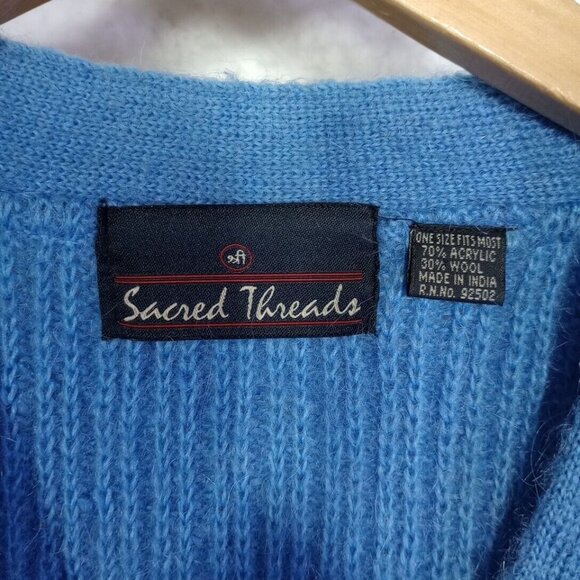 Sacred Threads
ONE SIZE FITS MOST
70% ACRYLIC
30% WOOL
MADE IN INDIA
R.N.No. 92502